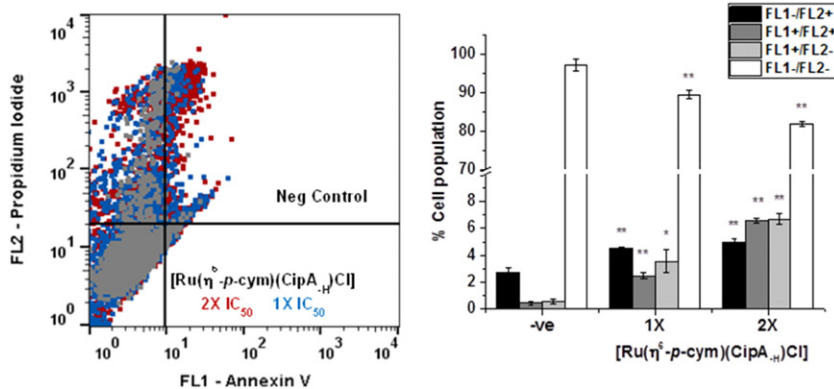 FL2 - Propidium Iodide
10⁴
10³
10²
10¹
10⁰
Neg Control
[Ru(η⁶-p-cym)(CipA₋H)Cl]
2X IC₅₀ 1X IC₅₀
10⁰ 10¹ 10² 10³ 10⁴
FL1 - Annexin V
FL1-/FL2+
FL1+/FL2+
FL1+/FL2-
FL1-/FL2-
% Cell population
100
90
80
70
8
6
4
2
0
**
**
** ** * ** ** **
-ve 1X 2X
[Ru(η⁶-p-cym)(CipA₋H)Cl]